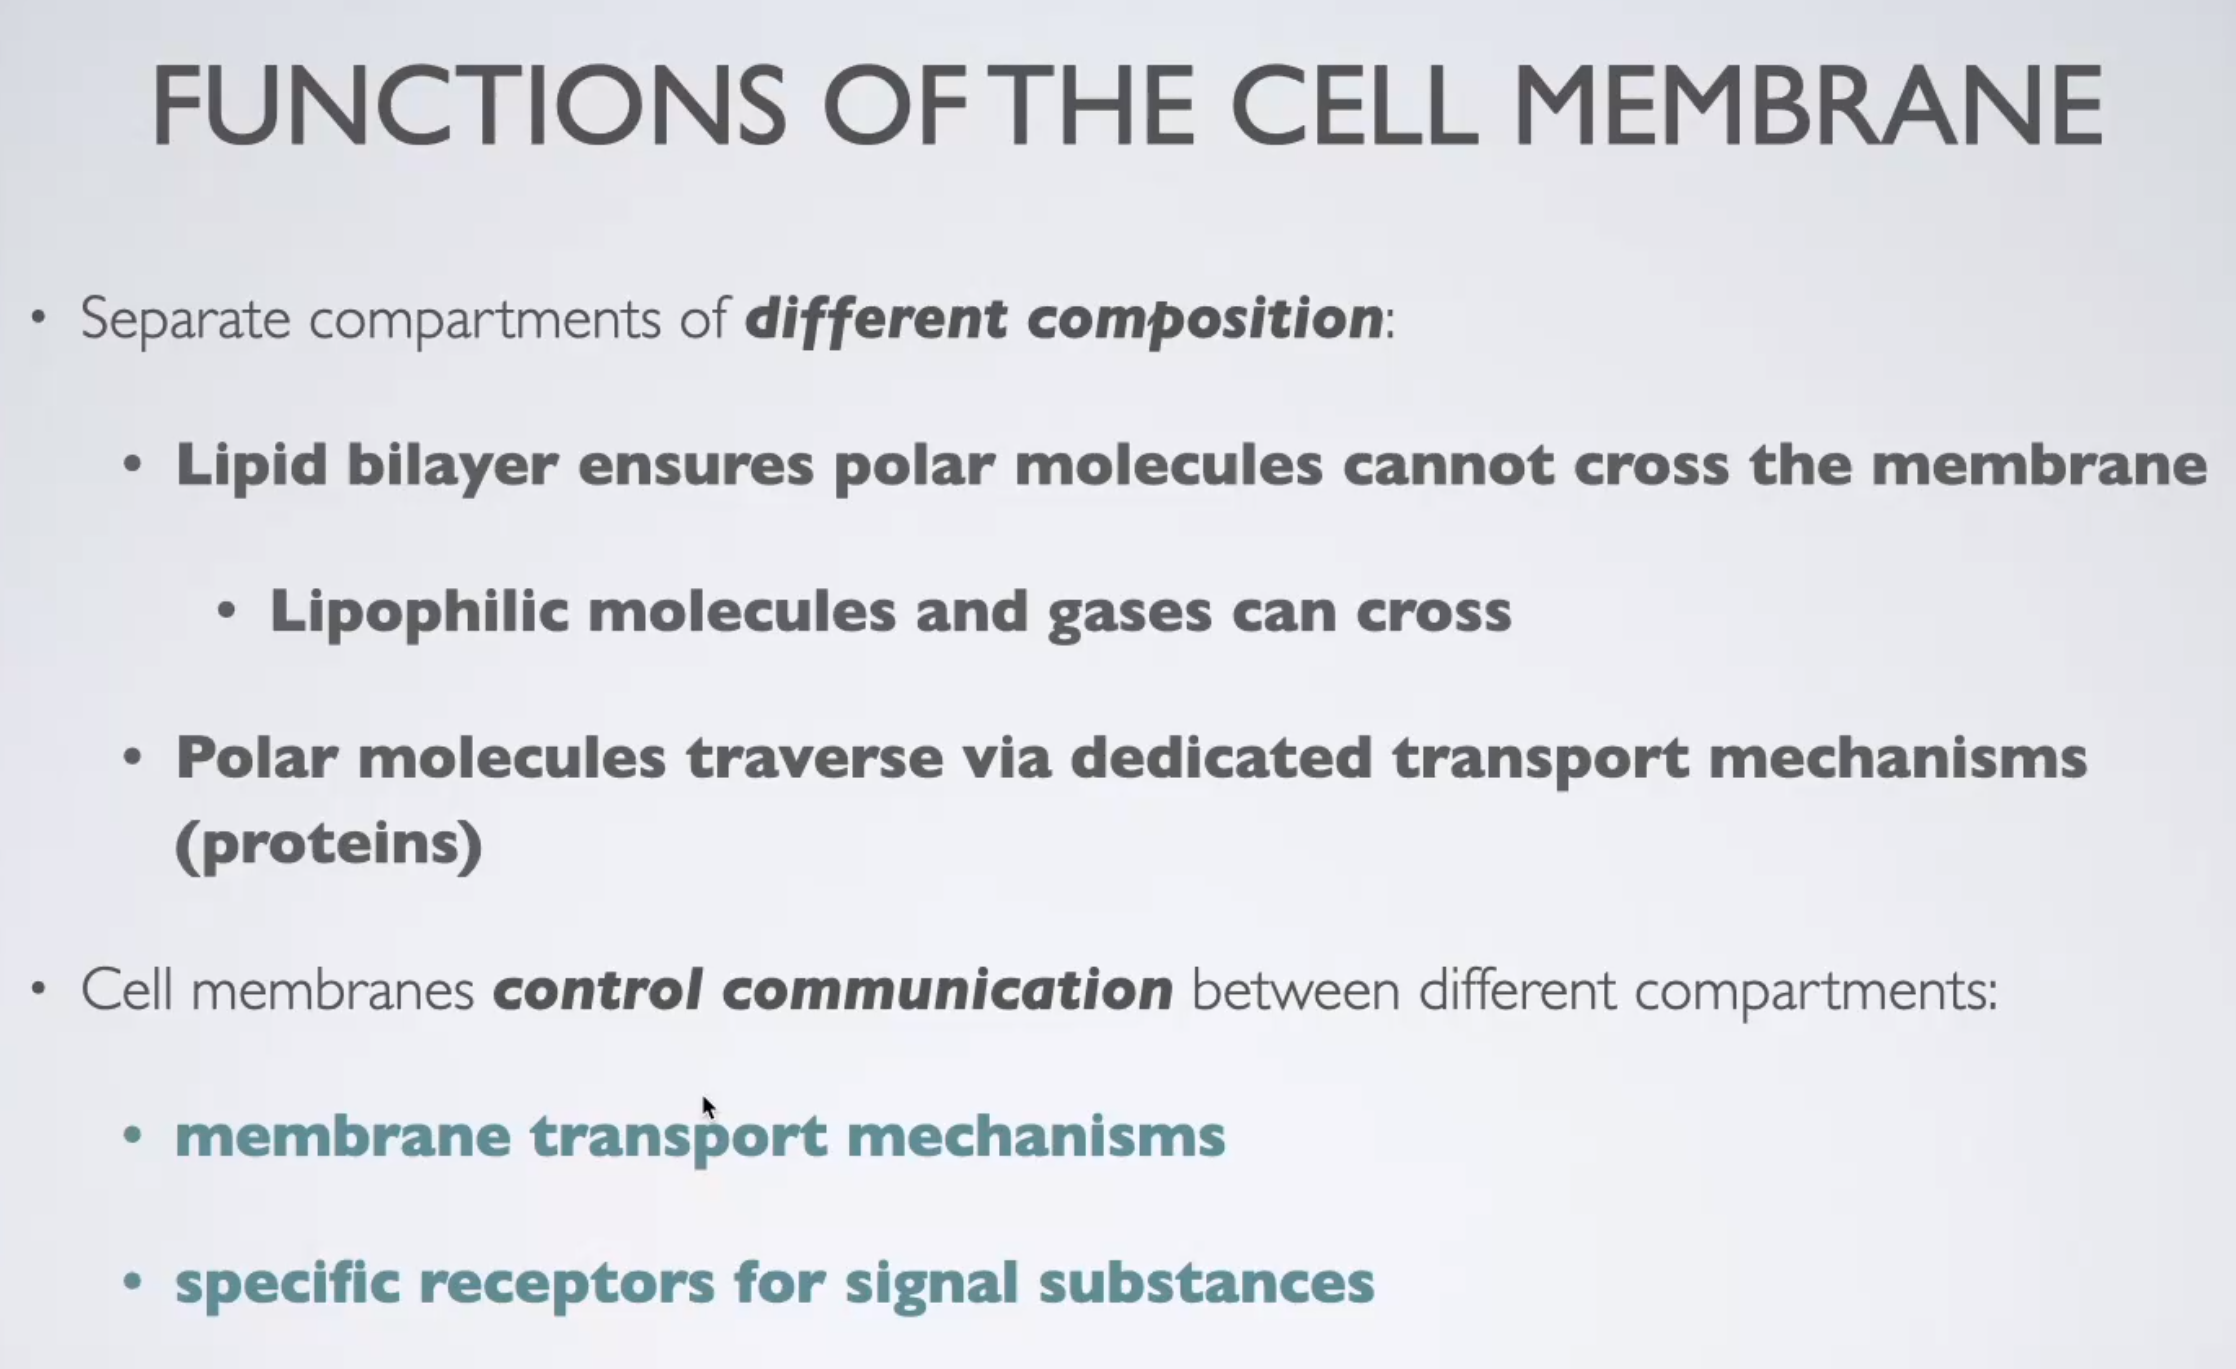 FUNCTIONS OF THE CELL MEMBRANE
• Separate compartments of different composition:
• Lipid bilayer ensures polar molecules cannot cross the membrane
• Lipophilic molecules and gases can cross
• Polar molecules traverse via dedicated transport mechanisms
(proteins)
• Cell membranes control communication between different compartments:
• membrane transport mechanisms
• specific receptors for signal substances